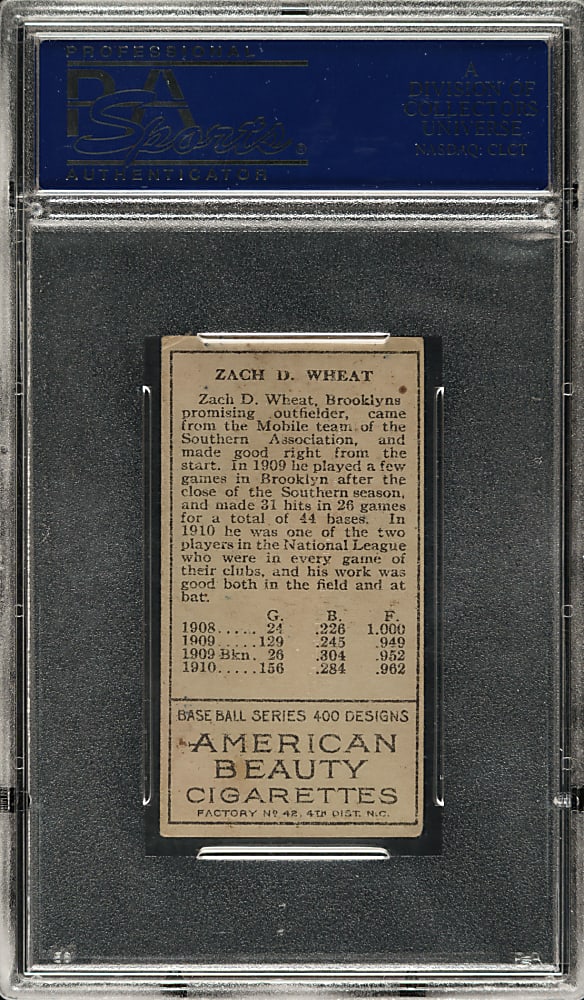 PROFESSIONAL
PSA
Sports®
AUTHENTICATOR
A
DIVISION OF
COLLECTORS
UNIVERSE
NASDAQ: CLCT
ZACH D. WHEAT
Zach D. Wheat, Brooklyns
promising outfielder, came
from the Mobile team of the
Southern Association, and
made good right from the
start. In 1909 he played a few
games in Brooklyn after the
close of the Southern season,
and made 31 hits in 26 games
for a total of 44 bases. In
1910 he was one of the two
players in the National League
who were in every game of
their clubs, and his work was
good both in the field and at
bat.
G. B. F.
1908..... 24 .226 1.000
1909..... 129 .245 .949
1909 Bkn. 26 .304 .952
1910..... 156 .284 .962
BASE BALL SERIES 400 DESIGNS
AMERICAN
BEAUTY
CIGARETTES
FACTORY Nº 42, 4TH DIST. N.C.